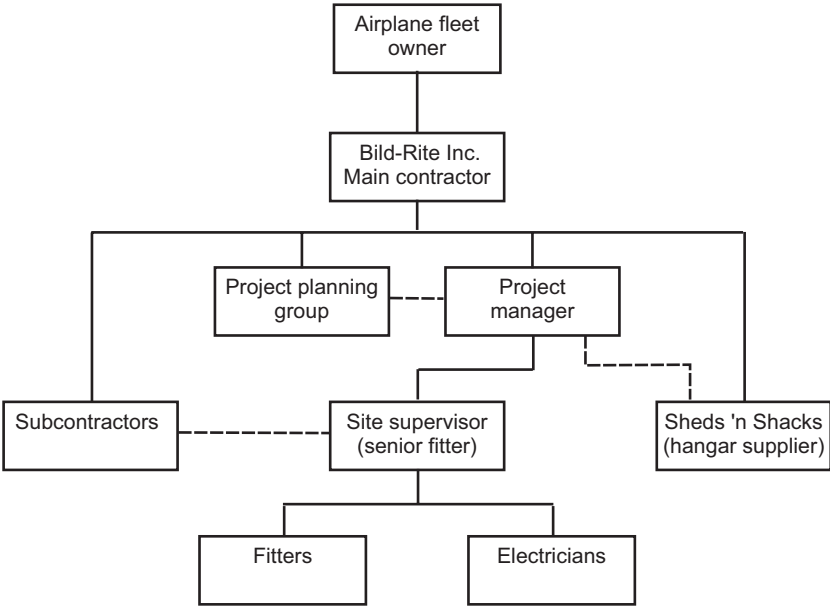 Airplane fleet
owner
Bild-Rite Inc.
Main contractor
Project planning
group
Project
manager
Subcontractors
Site supervisor
(senior fitter)
Sheds 'n Shacks
(hangar supplier)
Fitters
Electricians